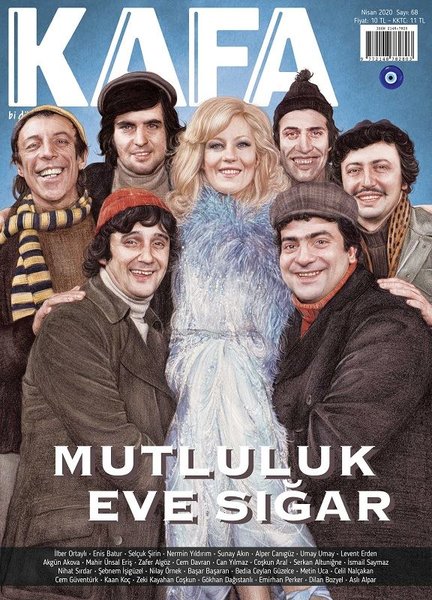 Nisan 2020 Sayı: 68
Fiyat: 10 TL - KKTC: 11 TL
KAFA
MUTLULUK
EVE SIĞAR
İlber Ortaylı · Enis Batur · Selçuk Şirin · Nermin Yıldırım · Sunay Akın · Alper Canıgüz · Umay Umay · Levent Erden
Akgün Akova · Mahir Ünsal Eriş · Zafer Algöz · Cem Davran · Can Yılmaz · Coşkun Aral · Serkan Altuniğne · İsmail Saymaz
Nihat Sırdar · Şebnem İşigüzel · Nilay Örnek · Başar Başaran · Bedia Ceylan Güzelce · Metin Uca · Celil Nalçakan
Cem Güventürk · Kaan Koç · Zeki Kayahan Coşkun · Gökhan Dağıstanlı · Emirhan Perker · Dilan Bozyel · Aslı Alpar